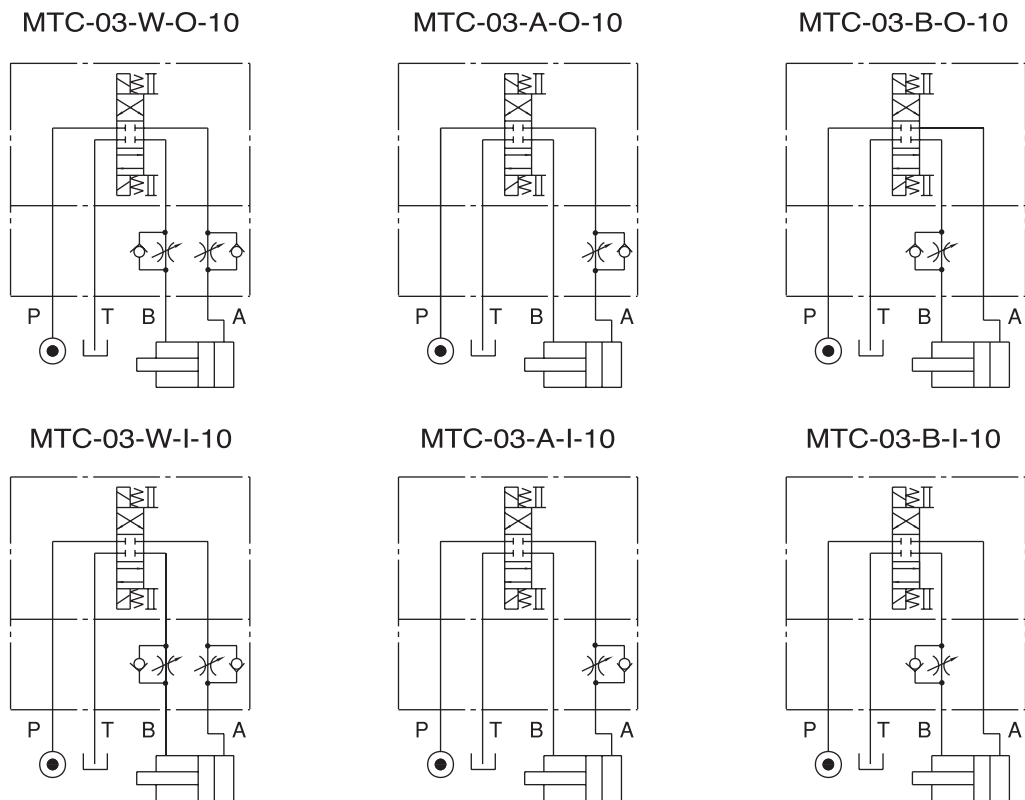 MTC-03-W-O-10 MTC-03-A-O-10 MTC-03-B-O-10
P T B A P T B A P T B A
MTC-03-W-I-10 MTC-03-A-I-10 MTC-03-B-I-10
P T B A P T B A P T B A